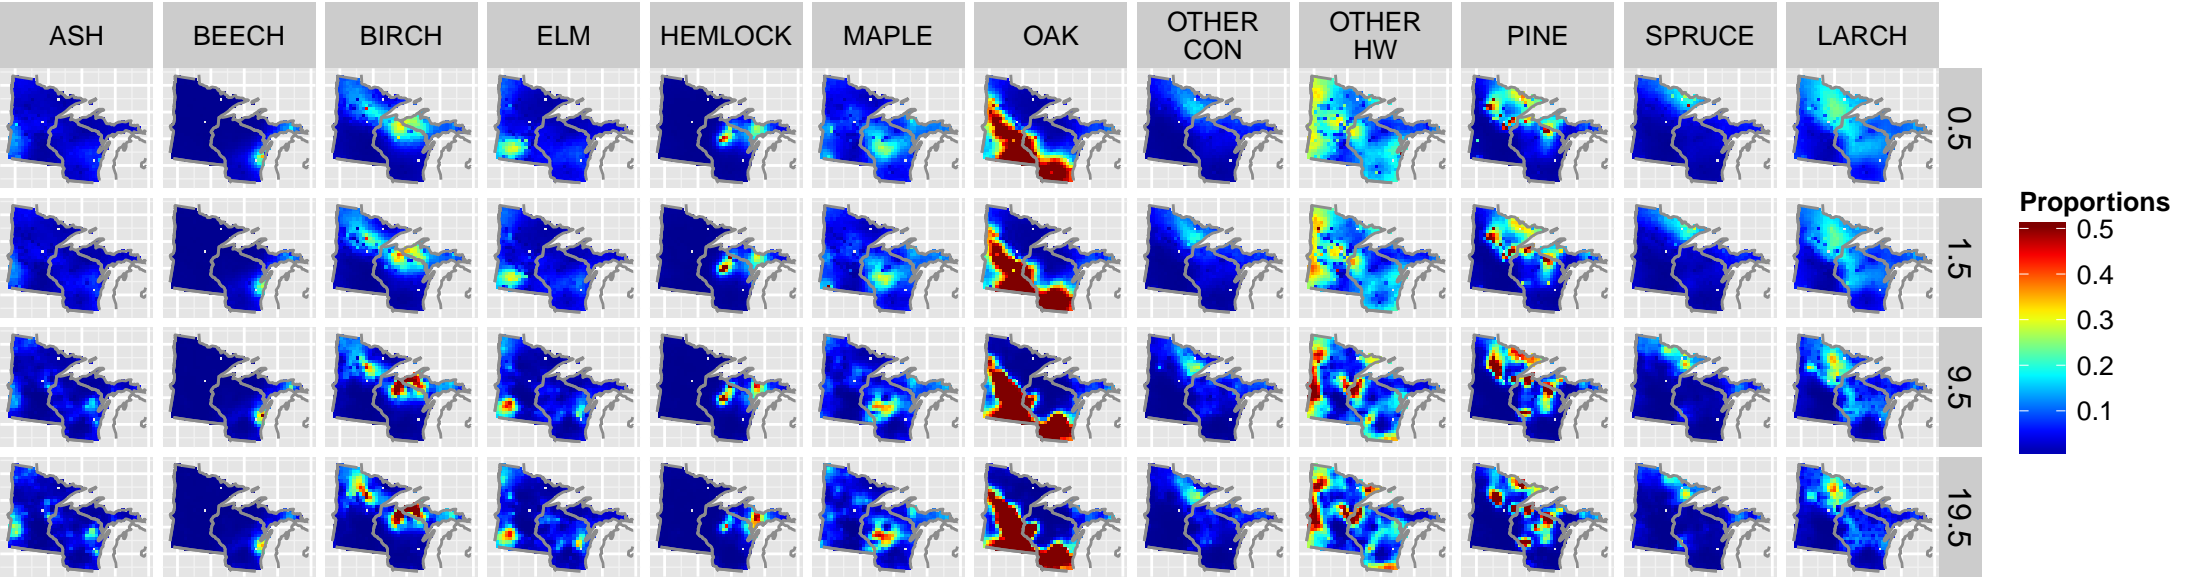 ASH
BEECH
BIRCH
ELM
HEMLOCK
MAPLE
OAK
OTHER
CON
OTHER
HW
PINE
SPRUCE
LARCH
0.5
1.5
9.5
19.5
Proportions
0.5
0.4
0.3
0.2
0.1